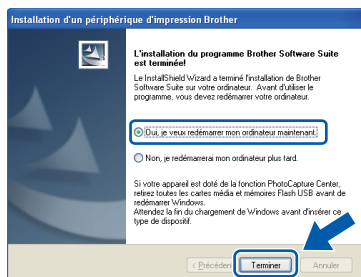 Installation d'un périphérique d'impression Brother
L'installation du programme Brother Software Suite
est terminée!
Le InstallShield Wizard a terminé l'installation de Brother
Software Suite sur votre ordinateur. Avant d'utiliser le
programme, vous devez redémarrer votre ordinateur.
Oui, je veux redémarrer mon ordinateur maintenant.
Non, je redémarrerai mon ordinateur plus tard.
Si votre appareil est doté de la fonction PhotoCapture Center,
retirez toutes les cartes média et mémoires Flash USB avant de
redémarrer Windows.
Attendez la fin du chargement de Windows avant d'insérer ce
type de dispositif.
< Précéden
Terminer
Annuler